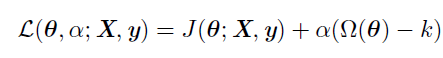 ℒ(θ, α; X, y) = J(θ; X, y) + α(Ω(θ) − k)